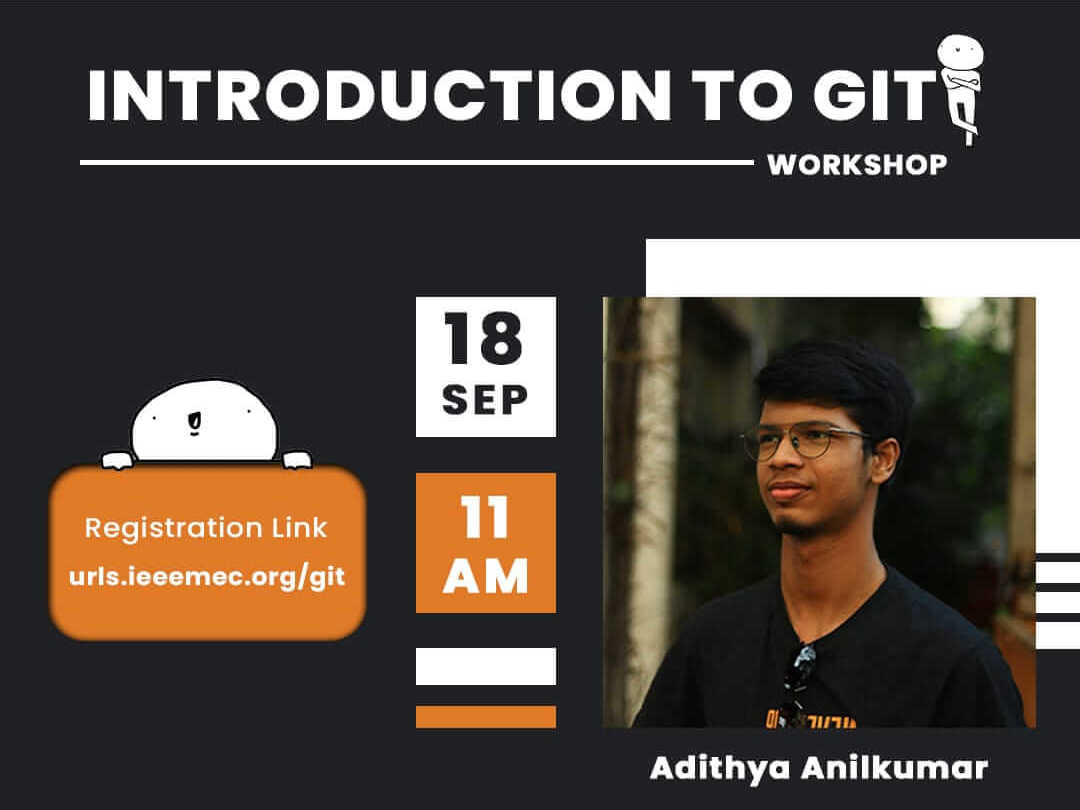 INTRODUCTION TO GIT
WORKSHOP
18
SEP
11
AM
Registration Link
urls.ieeemec.org/git
Adithya Anilkumar